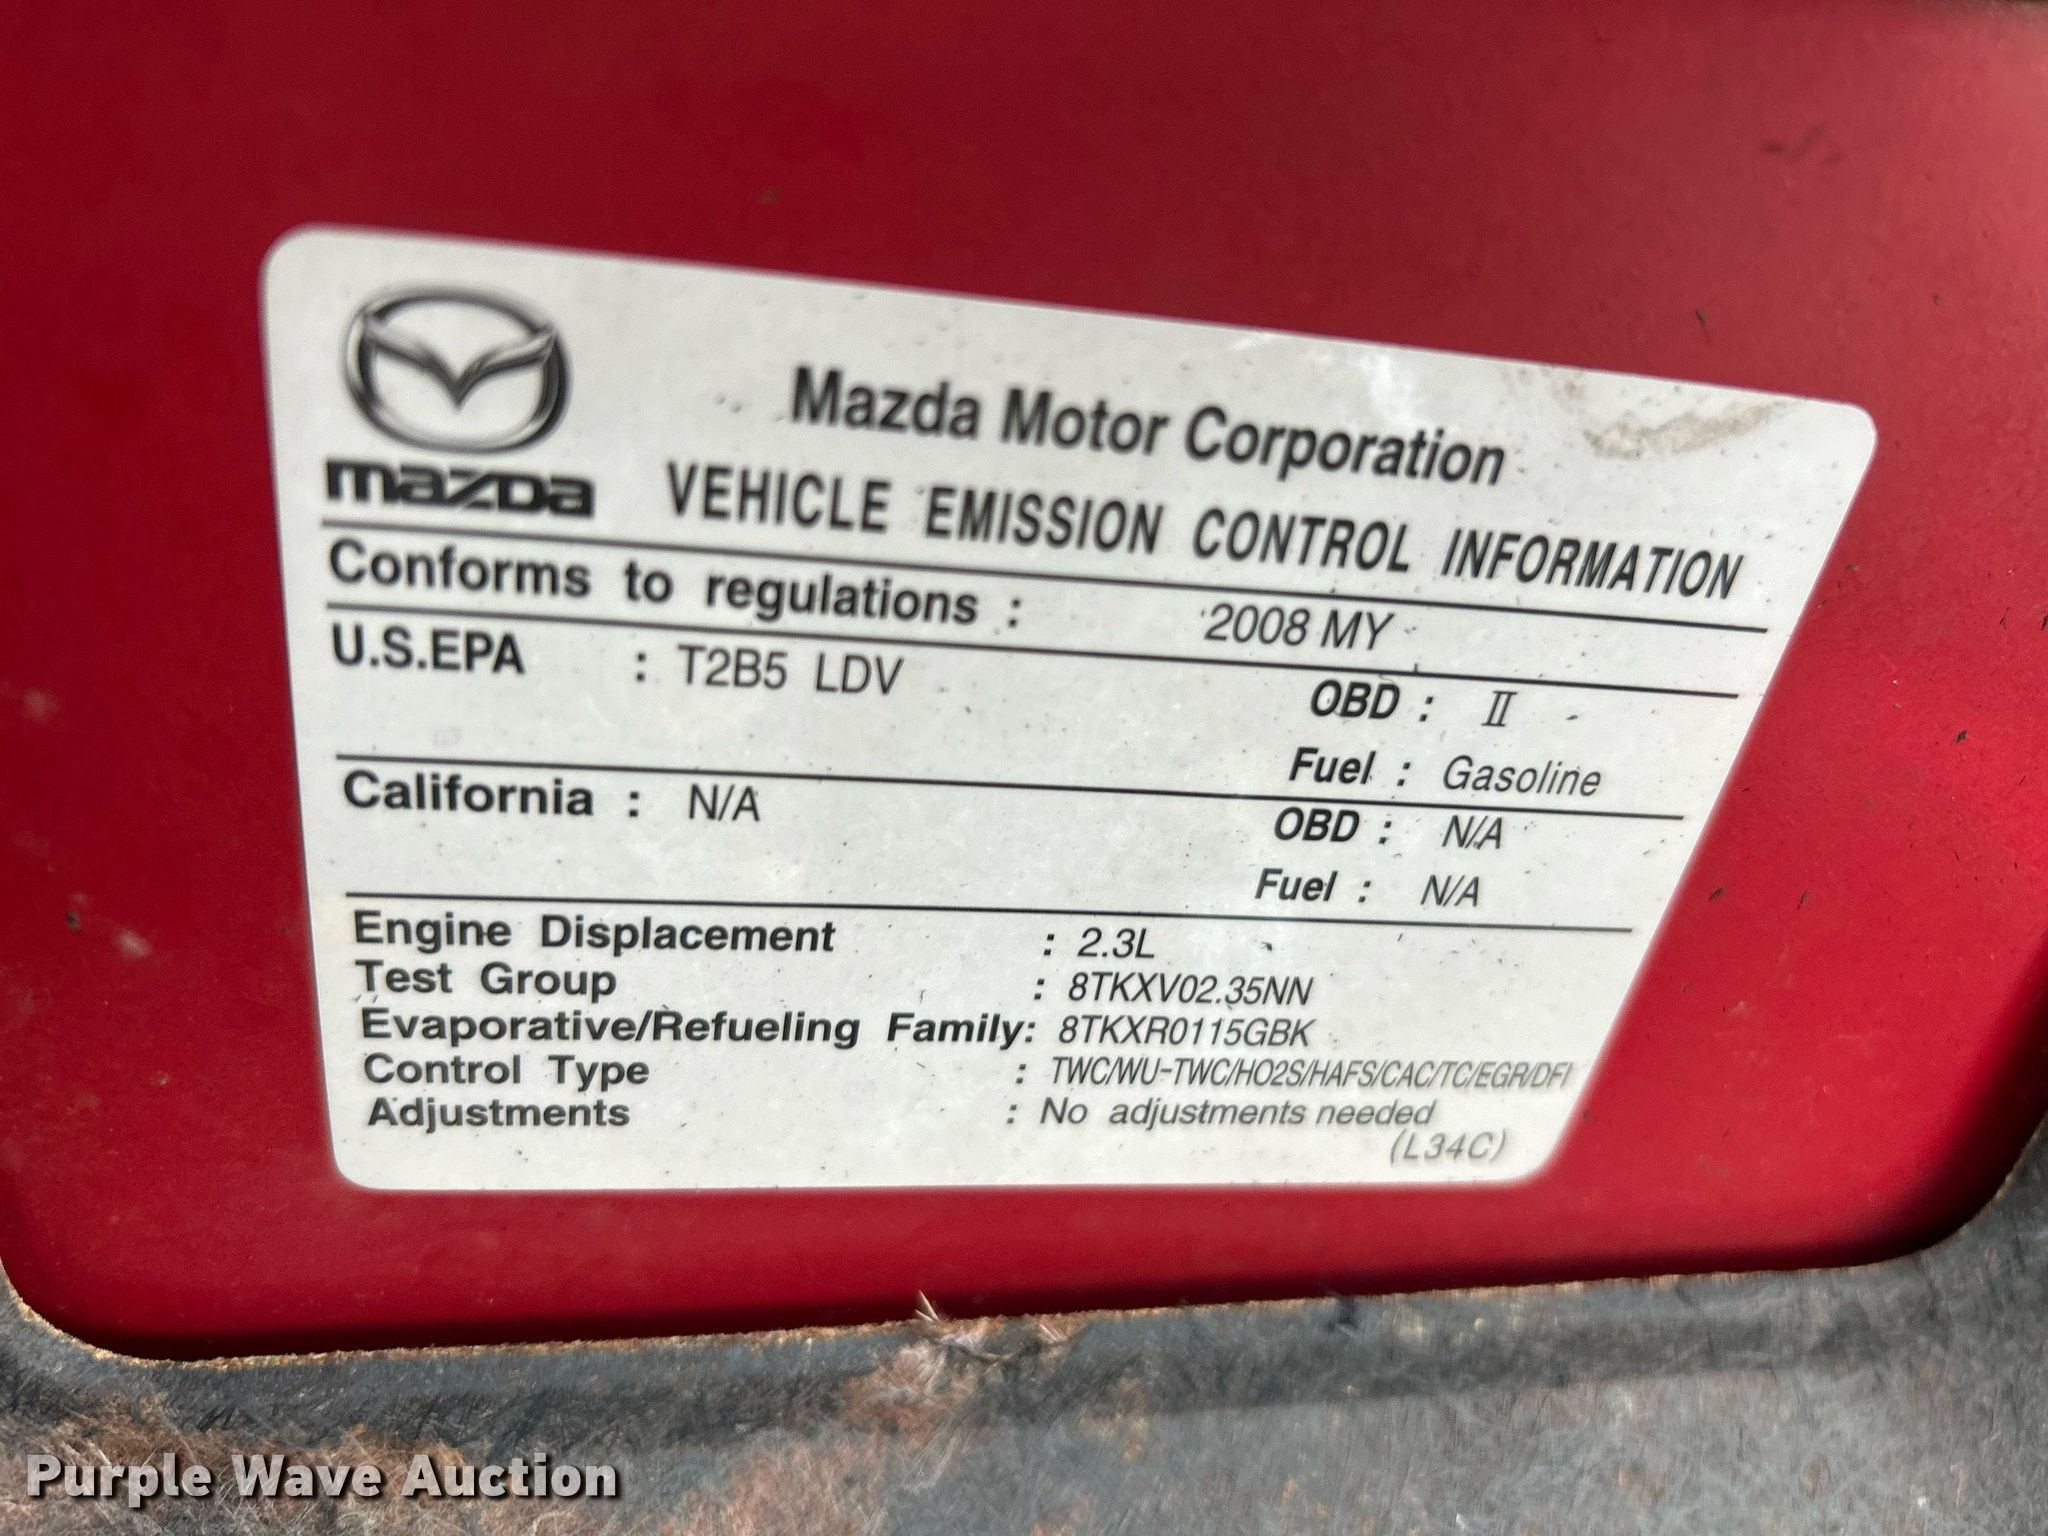 Mazda Motor Corporation
mazda VEHICLE EMISSION CONTROL INFORMATION
Conforms to regulations : 2008 MY
U.S.EPA : T2B5 LDV OBD : II
Fuel : Gasoline
California : N/A OBD : N/A
Fuel : N/A
Engine Displacement : 2.3L
Test Group : 8TKXV02.35NN
Evaporative/Refueling Family: 8TKXR0115GBK
Control Type : TWC/WU-TWC/HO2S/HAFS/CAC/TC/EGR/DFI
Adjustments : No adjustments needed
(L34C)
Purple Wave Auction